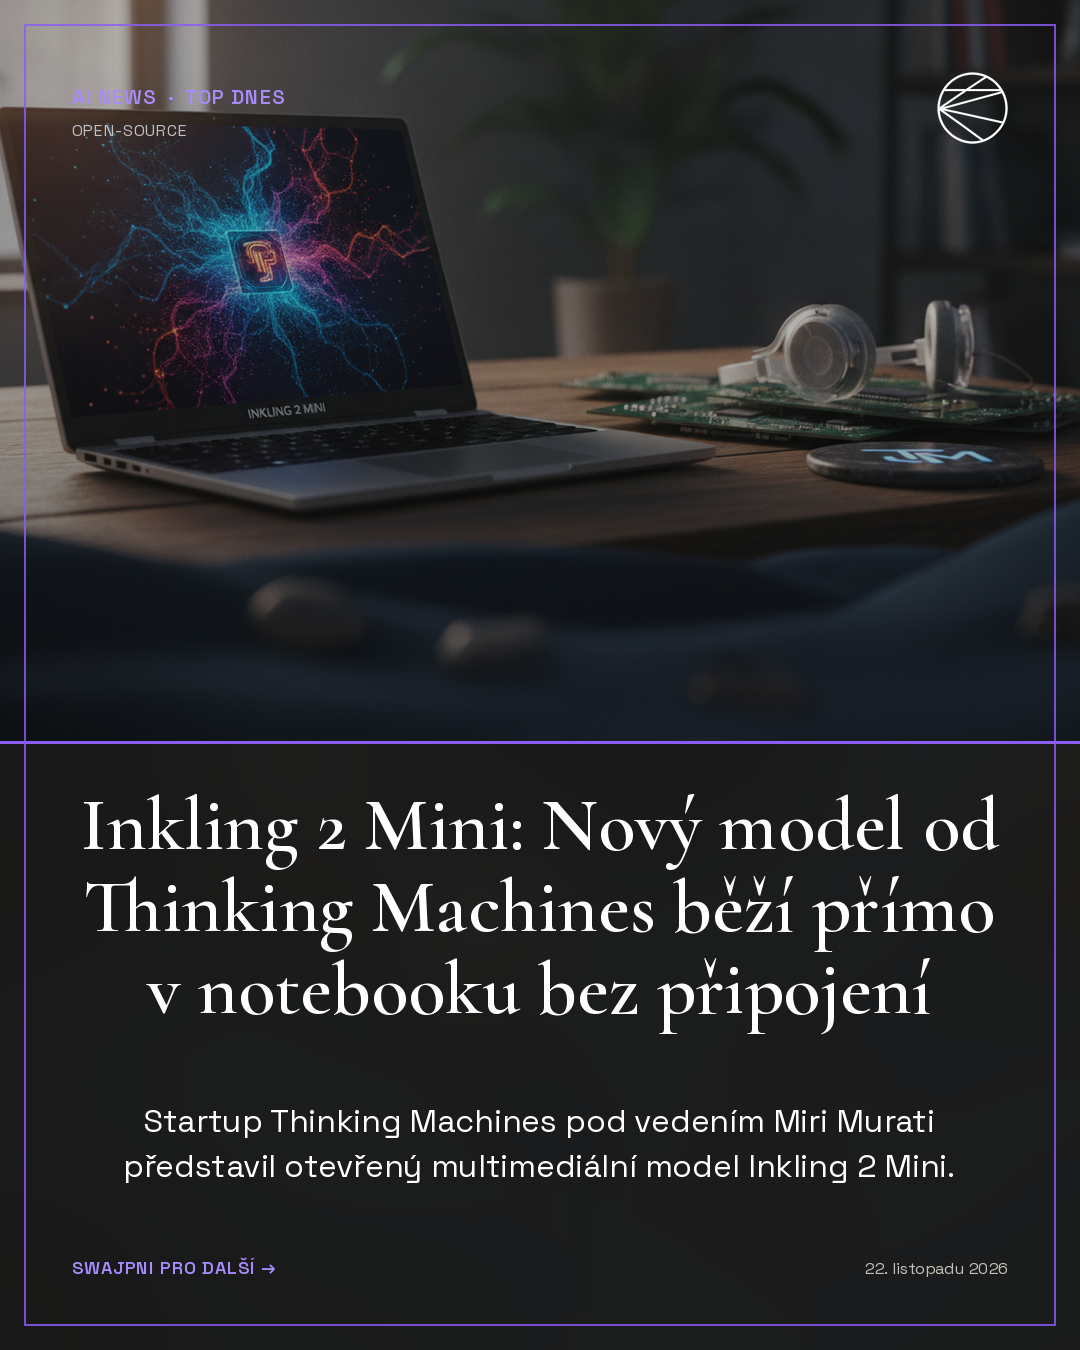 AI NEWS · TOP DNES
OPEN-SOURCE
INKLING 2 MINI
JTM
Inkling 2 Mini: Nový model od
Thinking Machines běží přímo
v notebooku bez připojení
Startup Thinking Machines pod vedením Miri Murati
představil otevřený multimediální model Inkling 2 Mini.
SWAJPNI PRO DALŠÍ →
22. listopadu 2026